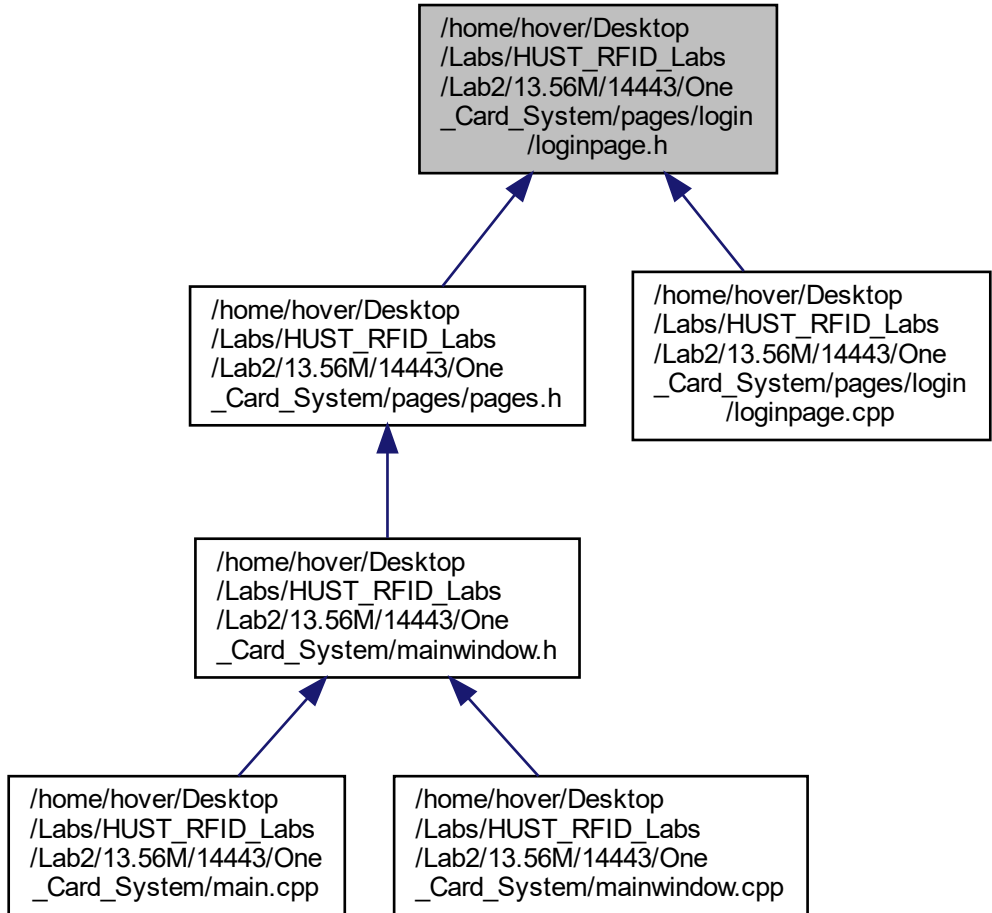 /home/hover/Desktop
/Labs/HUST_RFID_Labs
/Lab2/13.56M/14443/One
_Card_System/pages/login
/loginpage.h
/home/hover/Desktop
/Labs/HUST_RFID_Labs
/Lab2/13.56M/14443/One
_Card_System/pages/pages.h
/home/hover/Desktop
/Labs/HUST_RFID_Labs
/Lab2/13.56M/14443/One
_Card_System/pages/login
/loginpage.cpp
/home/hover/Desktop
/Labs/HUST_RFID_Labs
/Lab2/13.56M/14443/One
_Card_System/mainwindow.h
/home/hover/Desktop
/Labs/HUST_RFID_Labs
/Lab2/13.56M/14443/One
_Card_System/main.cpp
/home/hover/Desktop
/Labs/HUST_RFID_Labs
/Lab2/13.56M/14443/One
_Card_System/mainwindow.cpp